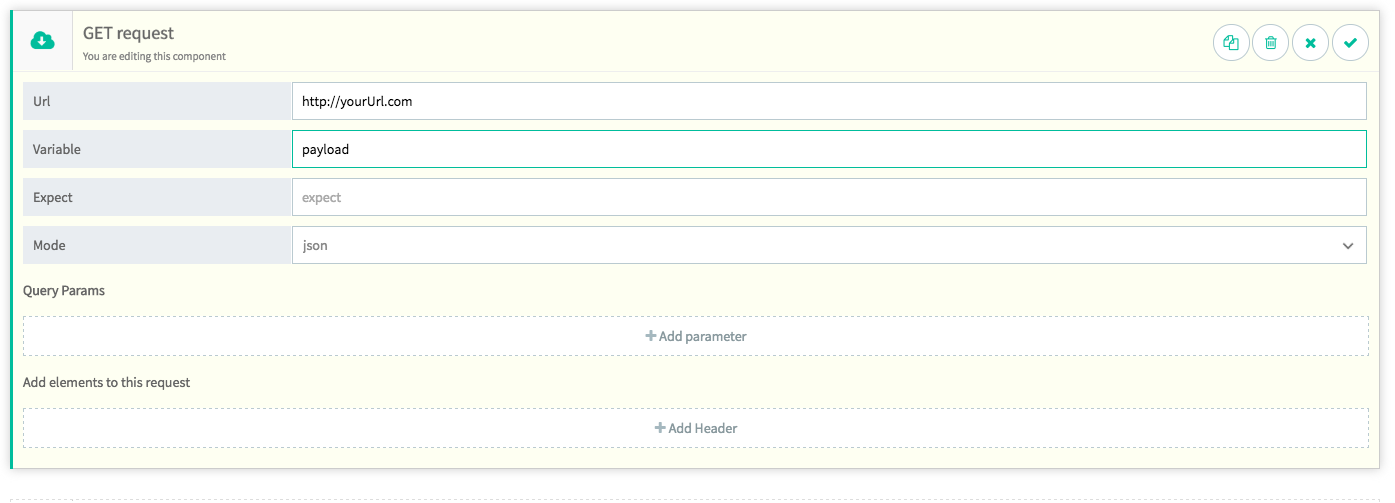 GET request
You are editing this component
Url
http://yourUrl.com
Variable
payload
Expect
expect
Mode
json
Query Params
Add parameter
Add elements to this request
Add Header